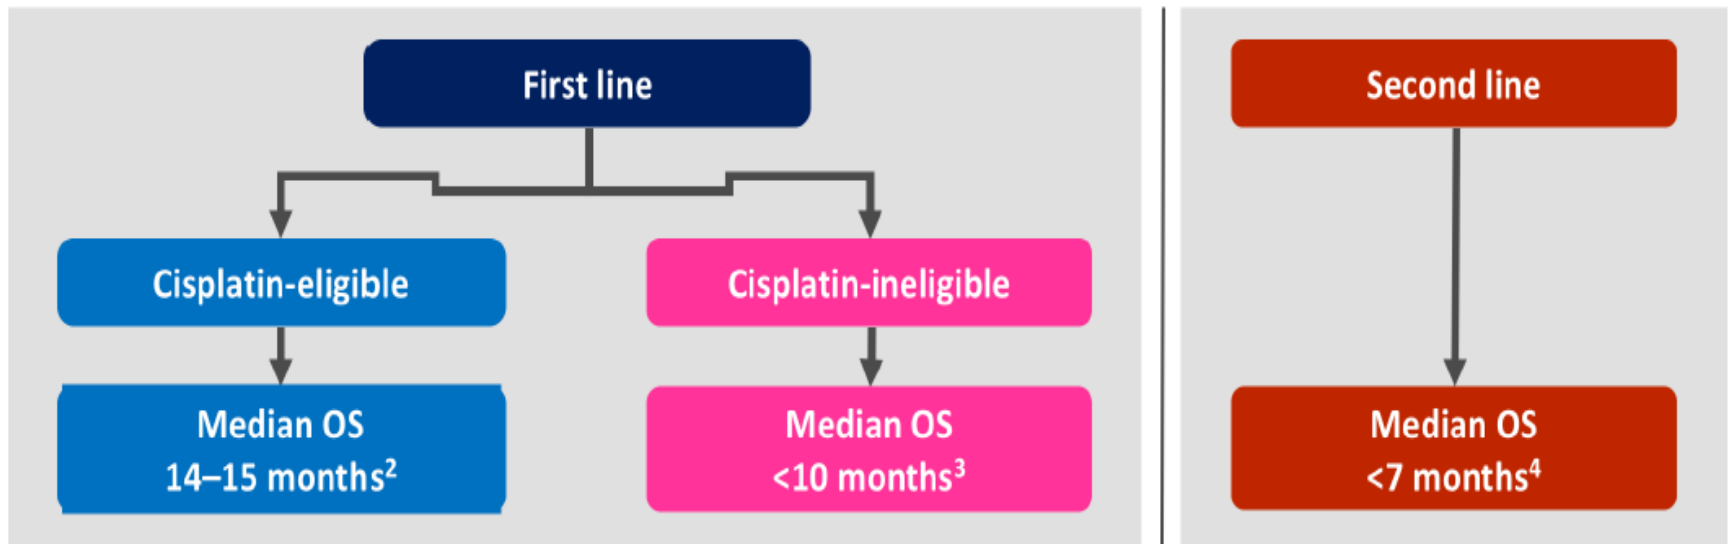 First line
Second line
Cisplatin-eligible
Cisplatin-ineligible
Median OS
14–15 months²
Median OS
<10 months³
Median OS
<7 months⁴